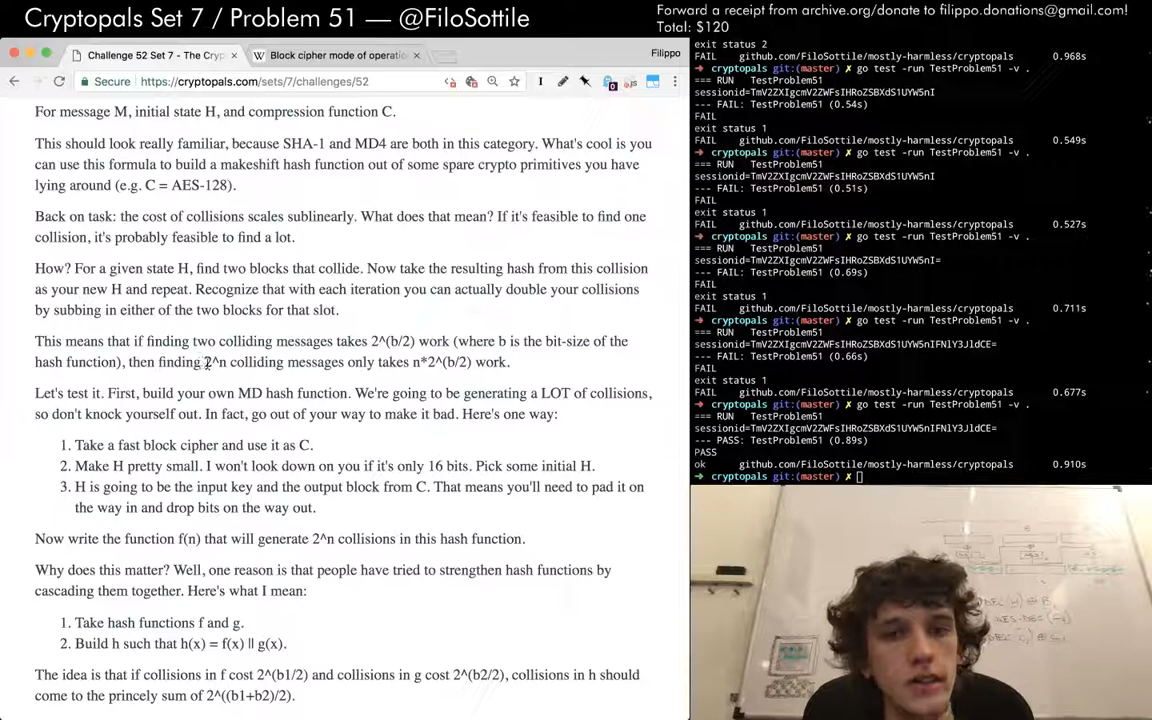 Cryptopals Set 7 / Problem 51 — @FiloSottile
Forward a receipt from archive.org/donate to filippo.donations@gmail.com!
Total: $120
Challenge 52 Set 7 - The Cryp
Block cipher mode of operatio
Filippo
Secure
https://cryptopals.com/sets/7/challenges/52
For message M, initial state H, and compression function C.
This should look really familiar, because SHA-1 and MD4 are both in this category. What's cool is you
can use this formula to build a makeshift hash function out of some spare crypto primitives you have
lying around (e.g. C = AES-128).
Back on task: the cost of collisions scales sublinearly. What does that mean? If it's feasible to find one
collision, it's probably feasible to find a lot.
How? For a given state H, find two blocks that collide. Now take the resulting hash from this collision
as your new H and repeat. Recognize that with each iteration you can actually double your collisions
by subbing in either of the two blocks for that slot.
This means that if finding two colliding messages takes 2^(b/2) work (where b is the bit-size of the
hash function), then finding 2^n colliding messages only takes n*2^(b/2) work.
Let's test it. First, build your own MD hash function. We're going to be generating a LOT of collisions,
so don't knock yourself out. In fact, go out of your way to make it bad. Here's one way:
1. Take a fast block cipher and use it as C.
2. Make H pretty small. I won't look down on you if it's only 16 bits. Pick some initial H.
3. H is going to be the input key and the output block from C. That means you'll need to pad it on
the way in and drop bits on the way out.
Now write the function f(n) that will generate 2^n collisions in this hash function.
Why does this matter? Well, one reason is that people have tried to strengthen hash functions by
cascading them together. Here's what I mean:
1. Take hash functions f and g.
2. Build h such that h(x) = f(x) || g(x).
The idea is that if collisions in f cost 2^(b1/2) and collisions in g cost 2^(b2/2), collisions in h should
come to the princely sum of 2^((b1+b2)/2).
exit status 2
FAIL github.com/FiloSottile/mostly-harmless/cryptopals 0.968s
➜ cryptopals git:(master) ✗ go test -run TestProblem51 -v .
=== RUN TestProblem51
sessionid=TmV2ZXIgcmV2ZWFsIHRoZSBXdS1UYW5nI
--- FAIL: TestProblem51 (0.54s)
FAIL
exit status 1
FAIL github.com/FiloSottile/mostly-harmless/cryptopals 0.549s
➜ cryptopals git:(master) ✗ go test -run TestProblem51 -v .
=== RUN TestProblem51
sessionid=TmV2ZXIgcmV2ZWFsIHRoZSBXdS1UYW5nI
--- FAIL: TestProblem51 (0.51s)
FAIL
exit status 1
FAIL github.com/FiloSottile/mostly-harmless/cryptopals 0.527s
➜ cryptopals git:(master) ✗ go test -run TestProblem51 -v .
=== RUN TestProblem51
sessionid=TmV2ZXIgcmV2ZWFsIHRoZSBXdS1UYW5nI=
--- FAIL: TestProblem51 (0.69s)
FAIL
exit status 1
FAIL github.com/FiloSottile/mostly-harmless/cryptopals 0.711s
➜ cryptopals git:(master) ✗ go test -run TestProblem51 -v .
=== RUN TestProblem51
sessionid=TmV2ZXIgcmV2ZWFsIHRoZSBXdS1UYW5nIFNlY3JldCE=
--- FAIL: TestProblem51 (0.66s)
FAIL
exit status 1
FAIL github.com/FiloSottile/mostly-harmless/cryptopals 0.677s
➜ cryptopals git:(master) ✗ go test -run TestProblem51 -v .
=== RUN TestProblem51
sessionid=TmV2ZXIgcmV2ZWFsIHRoZSBXdS1UYW5nIFNlY3JldCE=
--- PASS: TestProblem51 (0.89s)
PASS
ok github.com/FiloSottile/mostly-harmless/cryptopals 0.910s
➜ cryptopals git:(master) ✗